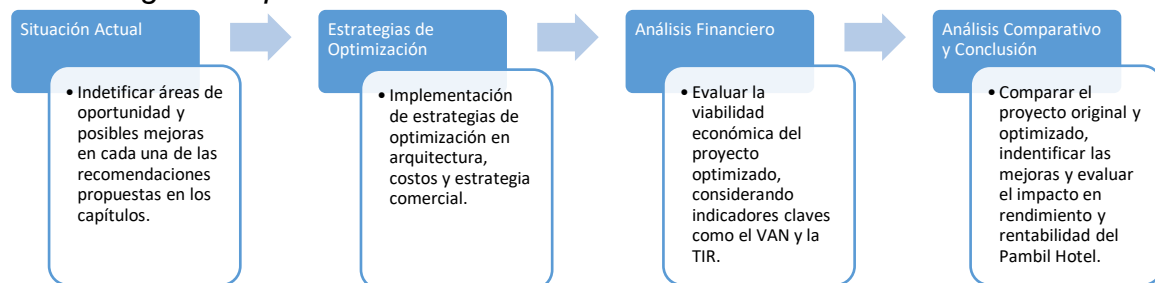 Situación Actual
• Indetificar áreas de
oportunidad y
posibles mejoras
en cada una de las
recomendaciones
propuestas en los
capítulos.
Estrategias de
Optimización
• Implementación
de estrategias de
optimización en
arquitectura,
costos y estrategia
comercial.
Análisis Financiero
• Evaluar la
viabilidad
económica del
proyecto
optimizado,
considerando
indicadores claves
como el VAN y la
TIR.
Análisis Comparativo
y Conclusión
• Comparar el
proyecto original y
optimizado,
indentificar las
mejoras y evaluar
el impacto en
rendimiento y
rentabilidad del
Pambil Hotel.